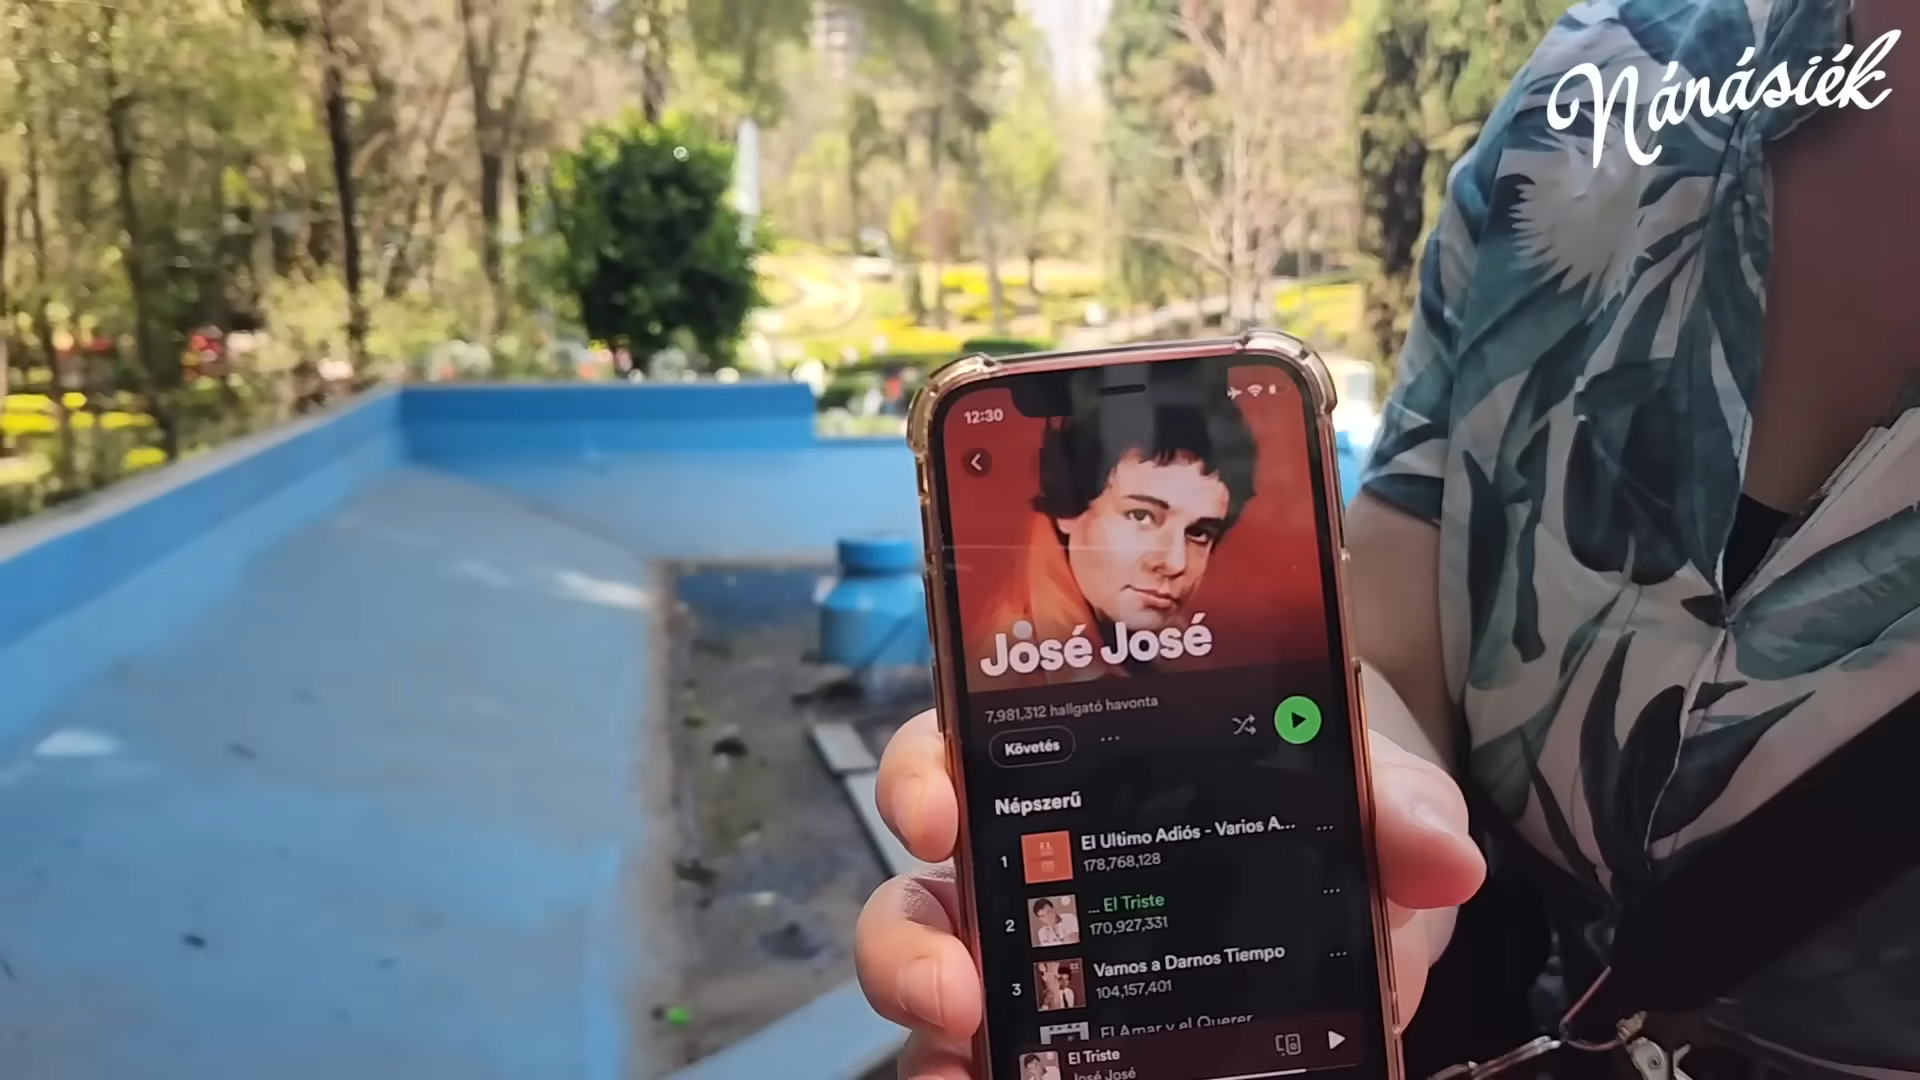 Nánásiék
12:30
José José
7,981,312 hallgató havonta
Követés
Népszerű
1
El Ultimo Adiós - Varios A...
178,768,128
2
... El Triste
170,927,331
3
Vamos a Darnos Tiempo
104,157,401
El Amar y el Querer
El Triste
José José